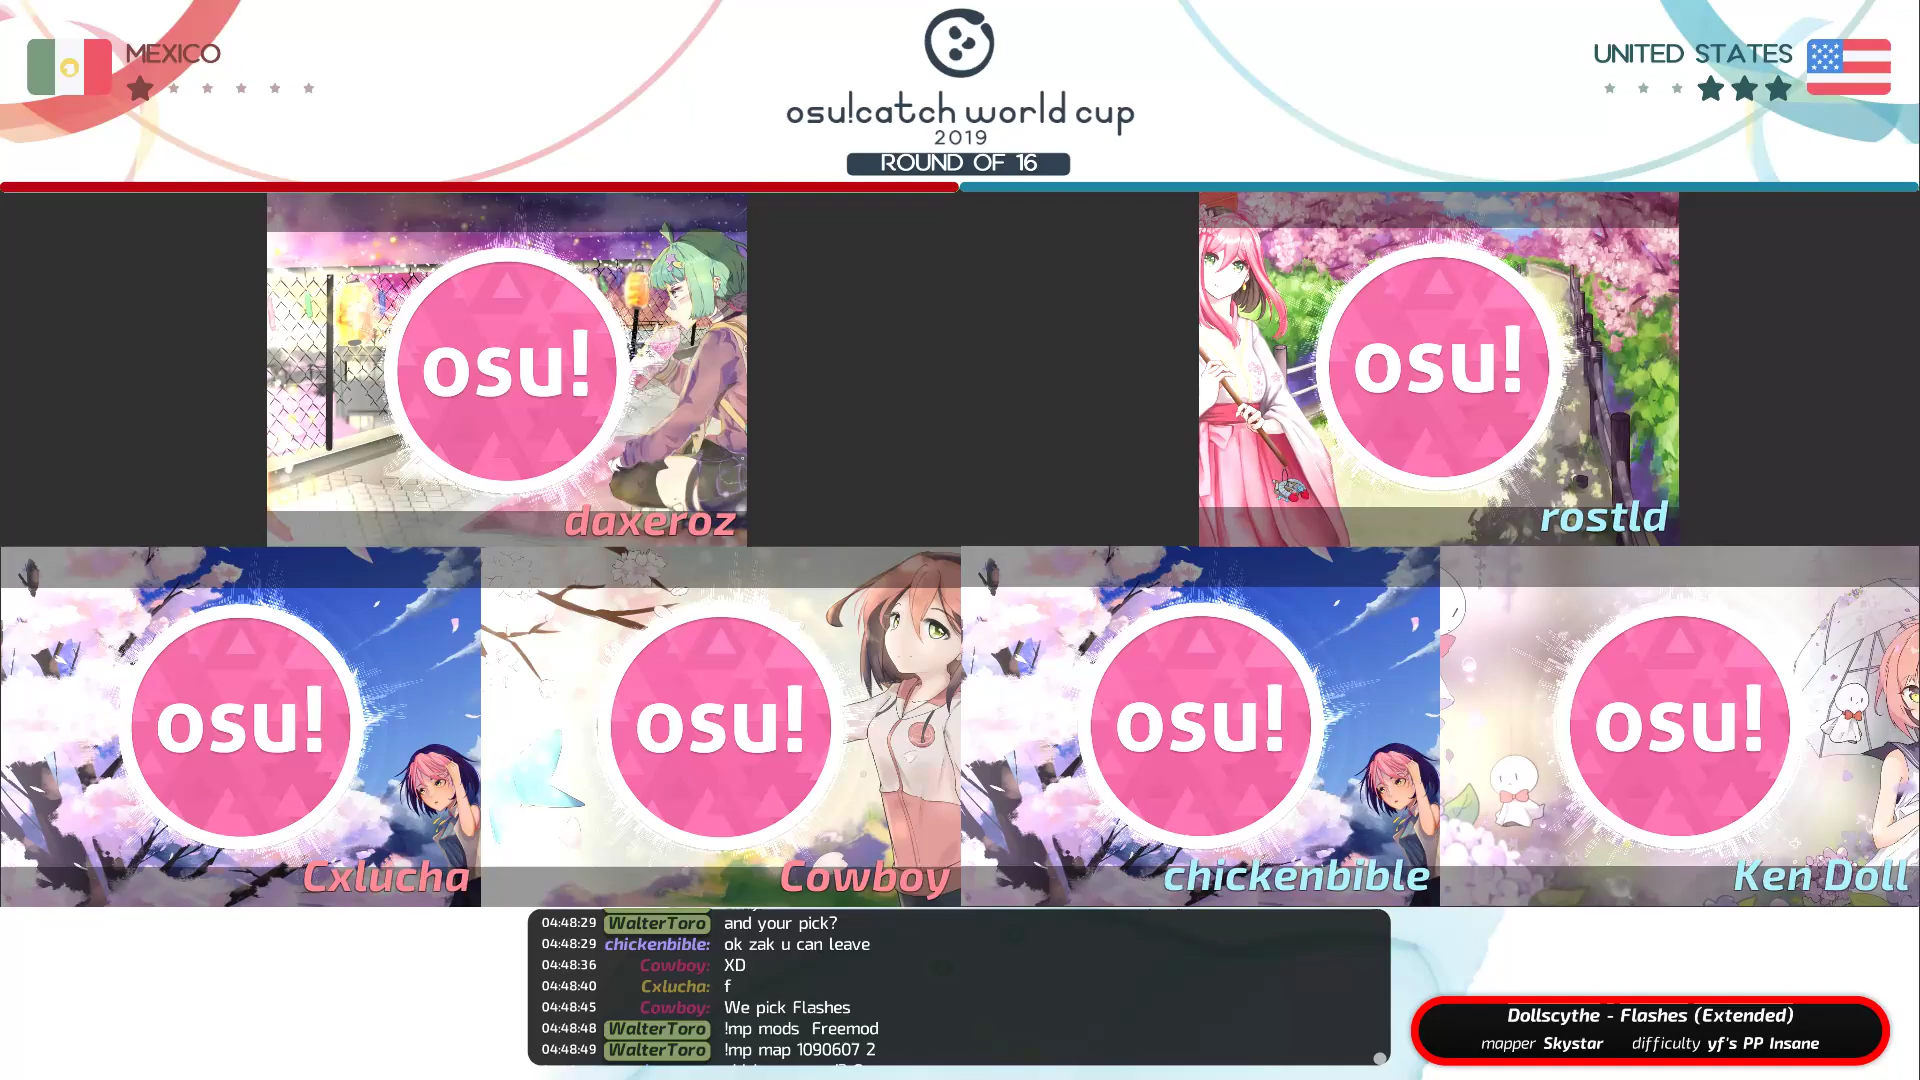 MEXICO
UNITED STATES
osu!catch world cup
2019
ROUND OF 16
osu!
daxeroz
osu!
rostld
osu!
Cxlucha
osu!
Cowboy
osu!
chickenbible
osu!
Ken Doll
04:48:29 WalterToro and your pick?
04:48:29 chickenbible: ok zak u can leave
04:48:36 Cowboy: XD
04:48:40 Cxlucha: f
04:48:45 Cowboy: We pick Flashes
04:48:48 WalterToro !mp mods Freemod
04:48:49 WalterToro !mp map 1090607 2
Dollscythe - Flashes (Extended)
mapper Skystar difficulty yf's PP Insane